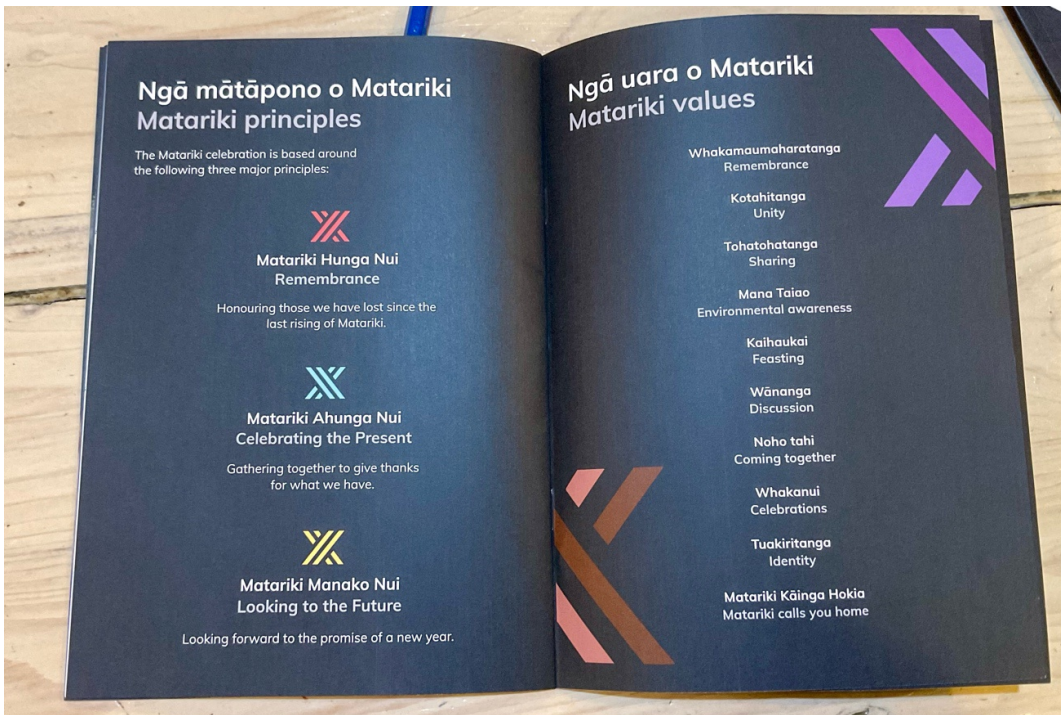 Ngā mātāpono o Matariki
Matariki principles
The Matariki celebration is based around
the following three major principles:
Matariki Hunga Nui
Remembrance
Honouring those we have lost since the
last rising of Matariki.
Matariki Ahunga Nui
Celebrating the Present
Gathering together to give thanks
for what we have.
Matariki Manako Nui
Looking to the Future
Looking forward to the promise of a new year.
Ngā uara o Matariki
Matariki values
Whakamaumaharatanga
Remembrance
Kotahitanga
Unity
Tohatohatanga
Sharing
Mana Taiao
Environmental awareness
Kaihaukai
Feasting
Wānanga
Discussion
Noho tahi
Coming together
Whakanui
Celebrations
Tuakiritanga
Identity
Matariki Kāinga Hokia
Matariki calls you home